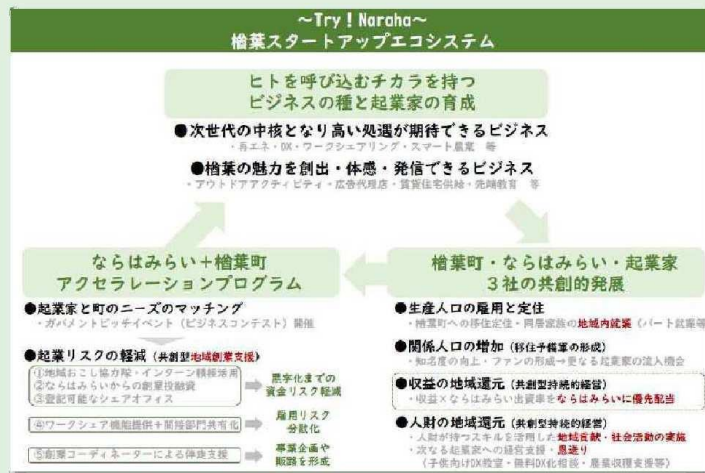 ～Try！Naraha～
楢葉スタートアップエコシステム
ヒトを呼び込むチカラを持つ
ビジネスの種と起業家の育成
●次世代の中核となり高い処遇が期待できるビジネス
・再エネ・DX・ワークシェアリング・スマート農業 等
●楢葉の魅力を創出・体感・発信できるビジネス
・アウトドアアクティビティ・広告代理店・賃貸住宅供給・先端教育 等
ならはみらい＋楢葉町
アクセラレーションプログラム
●起業家と町のニーズのマッチング
・ガバメントピッチイベント（ビジネスコンテスト）開催
●起業リスクの軽減（共創型地域創業支援）
①地域おこし協力隊・インターン積極活用
②ならはみらいからの創業投融資
③登記可能なシェアオフィス
黒字化までの
資金リスク軽減
④ワークシェア機能提供＋間接部門共有化
雇用リスク
分散化
⑤創業コーディネーターによる伴走支援
事業企画や
販路を形成
楢葉町・ならはみらい・起業家
３社の共創的発展
●生産人口の雇用と定住
・楢葉町への移住定住・同居家族の地域内就業（パート就業等
●関係人口の増加（移住予備軍の形成）
・知名度の向上・ファンの形成→更なる起業家の流入機会
●収益の地域還元（共創型持続的経営）
・収益×ならはみらい出資率をならはみらいに優先配当
●人財の地域還元（共創型持続的経営）
・人財が持つスキルを活用した地域貢献・社会活動の実施
・次なる起業家への経営支援・恩送り
（子供向けDX教室・無料DX化相談・農業収穫支援等）